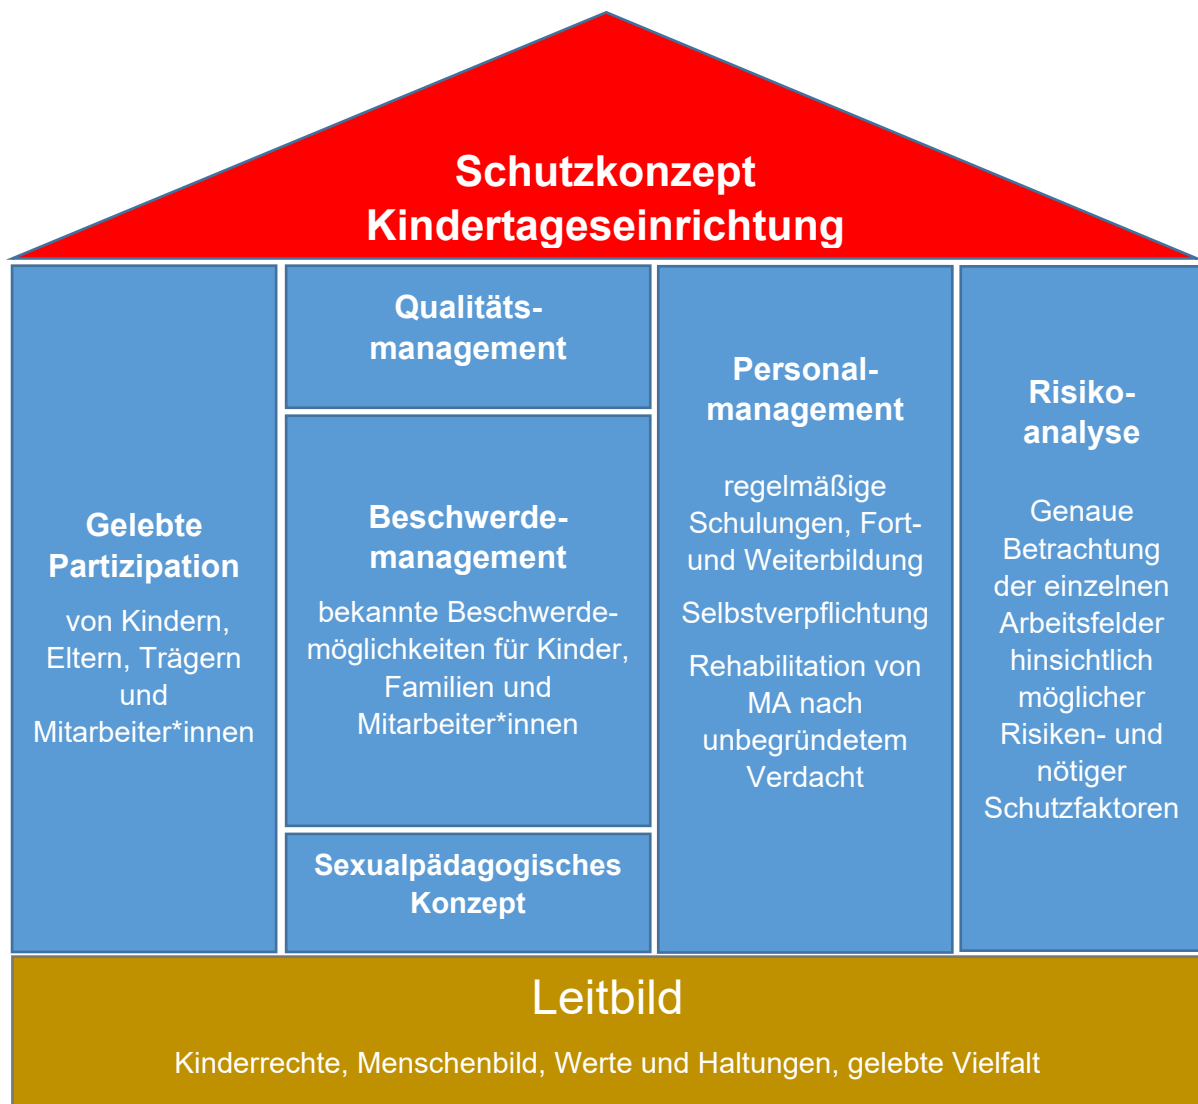 Schutzkonzept
Kindertageseinrichtung
Gelebte
Partizipation
von Kindern,
Eltern, Trägern
und
Mitarbeiter*innen
Qualitäts-
management
Beschwerde-
management
bekannte Beschwerde-
möglichkeiten für Kinder,
Familien und
Mitarbeiter*innen
Sexualpädagogisches
Konzept
Personal-
management
regelmäßige
Schulungen, Fort-
und Weiterbildung
Selbstverpflichtung
Rehabilitation von
MA nach
unbegründetem
Verdacht
Risiko-
analyse
Genaue
Betrachtung
der einzelnen
Arbeitsfelder
hinsichtlich
möglicher
Risiken- und
nötiger
Schutzfaktoren
Leitbild
Kinderrechte, Menschenbild, Werte und Haltungen, gelebte Vielfalt